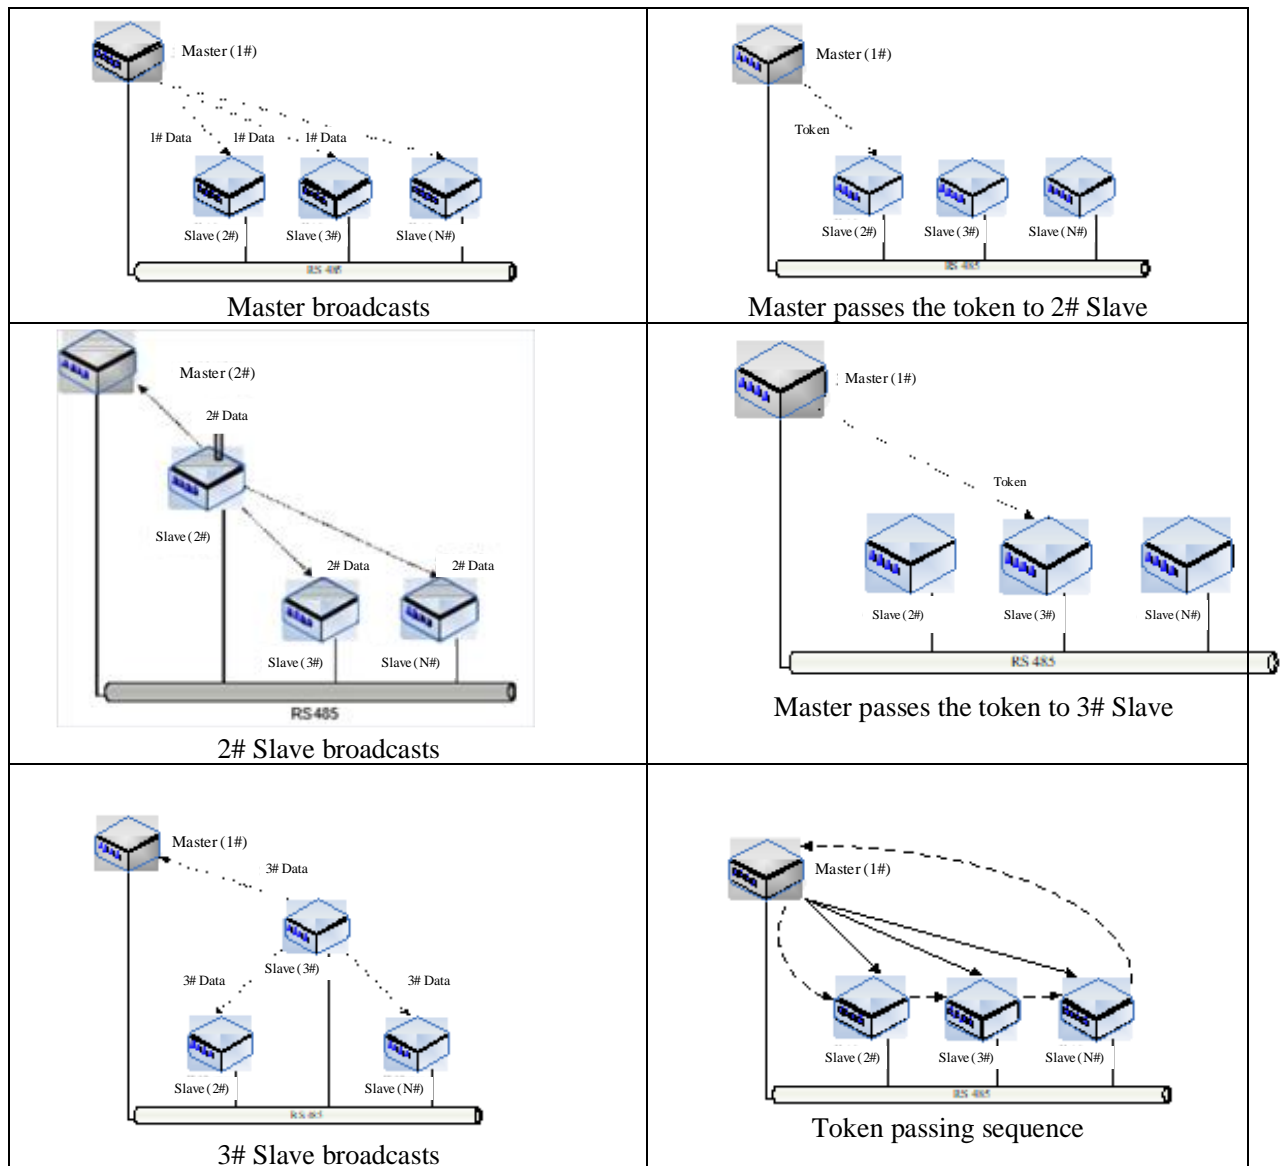 Master (1#)
1# Data
1# Data
1# Data
Slave (2#)
Slave (3#)
Slave (N#)
RS 485
Master broadcasts
Master (1#)
Token
Slave (2#)
Slave (3#)
Slave (N#)
RS 485
Master passes the token to 2# Slave
Master (2#)
2# Data
Slave (2#)
2# Data
2# Data
Slave (3#)
Slave (N#)
RS485
2# Slave broadcasts
Master (1#)
Token
Slave (2#)
Slave (3#)
Slave (N#)
RS 485
Master passes the token to 3# Slave
Master (1#)
3# Data
Slave (3#)
3# Data
3# Data
Slave (2#)
Slave (N#)
RS 485
3# Slave broadcasts
Master (1#)
Slave (2#)
Slave (3#)
Slave (N#)
RS 485
Token passing sequence